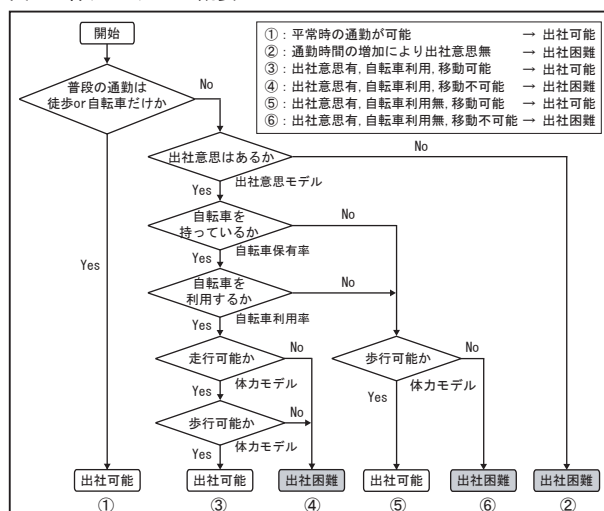 開始
①：平常時の通勤が可能 → 出社可能
②：通勤時間の増加により出社意思無 → 出社困難
③：出社意思有, 自転車利用, 移動可能 → 出社可能
④：出社意思有, 自転車利用, 移動不可能 → 出社困難
⑤：出社意思有, 自転車利用無, 移動可能 → 出社可能
⑥：出社意思有, 自転車利用無, 移動不可能 → 出社困難
普段の通勤は
徒歩or自転車だけか
No
出社意思はあるか
No
出社意思モデル
Yes
自転車を
持っているか
No
自転車保有率
Yes
Yes
自転車を
利用するか
No
自転車利用率
Yes
走行可能か
No
体力モデル
Yes
歩行可能か
No
体力モデル
Yes
歩行可能か
No
体力モデル
Yes
出社可能
出社可能
出社困難
出社可能
出社困難
出社困難
①
③
④
⑤
⑥
②